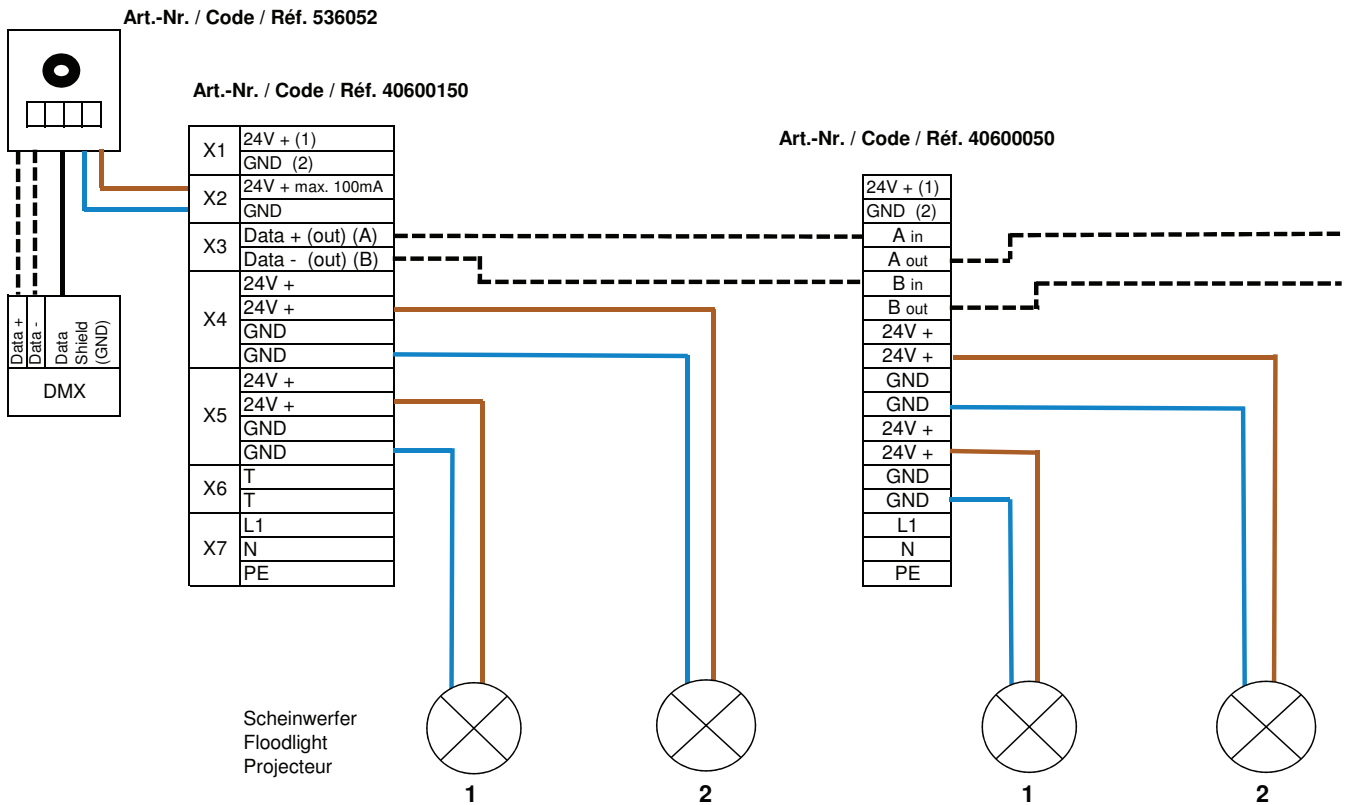 Art.-Nr. / Code / Réf. 536052
Art.-Nr. / Code / Réf. 40600150
Art.-Nr. / Code / Réf. 40600050
Data +
Data -
Data
Shield
(GND)
DMX
X1
24V + (1)
GND (2)
X2
24V + max. 100mA
GND
X3
Data + (out) (A)
Data - (out) (B)
X4
24V +
24V +
GND
GND
X5
24V +
24V +
GND
GND
X6
T
T
X7
L1
N
PE
24V + (1)
GND (2)
A in
A out
B in
B out
24V +
24V +
GND
GND
24V +
24V +
GND
GND
L1
N
PE
Scheinwerfer
Floodlight
Projecteur
1
2
1
2